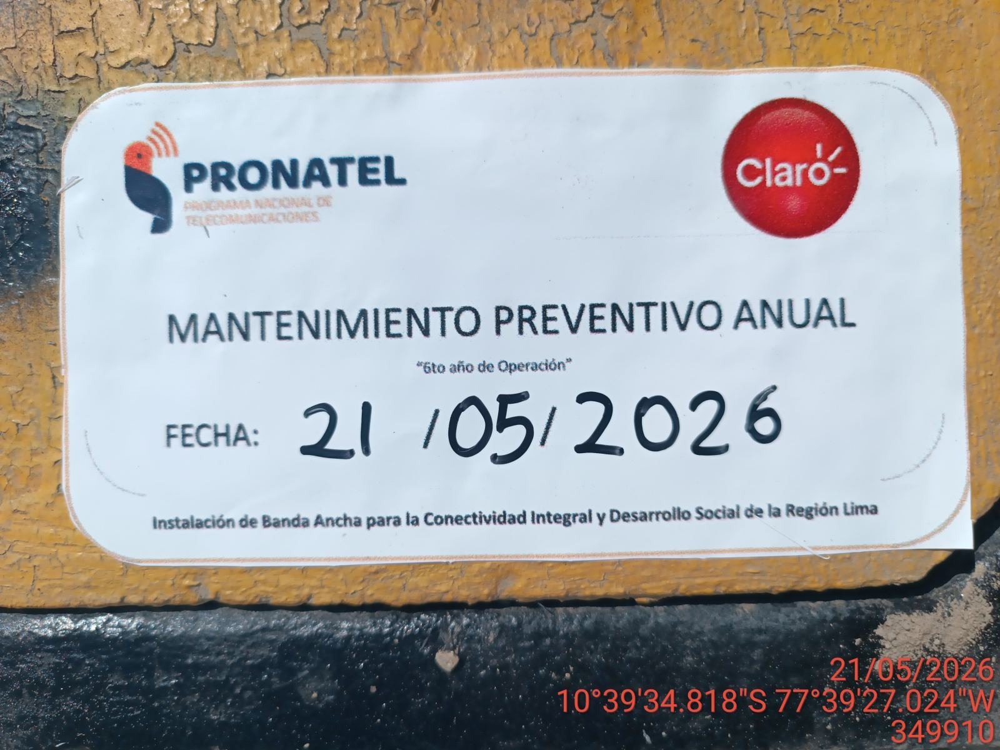 PRONATEL
PROGRAMA NACIONAL DE
TELECOMUNICACIONES
Claro
MANTENIMIENTO PREVENTIVO ANUAL
"6to año de Operación"
FECHA: 21 /05/2026
Instalación de Banda Ancha para la Conectividad Integral y Desarrollo Social de la Región Lima
21/05/2026
10°39'34.818"S 77°39'27.024"W
349910